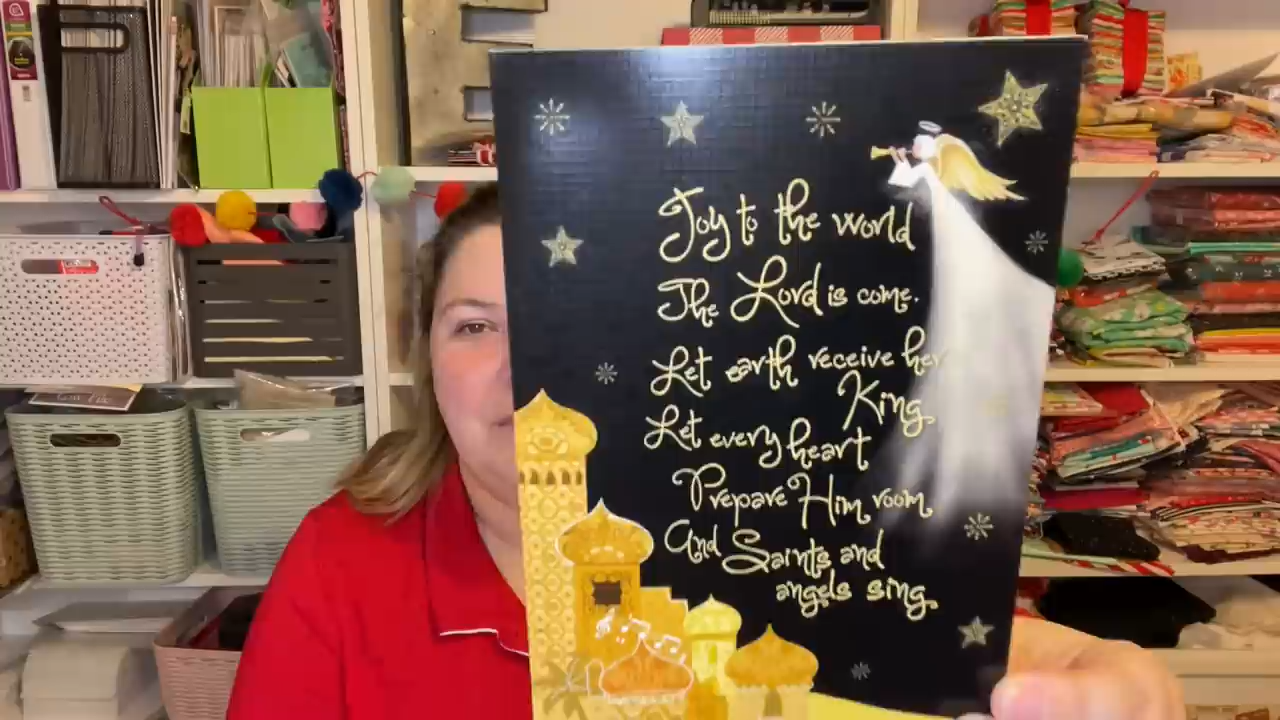 Joy to the world
The Lord is come.
Let earth receive her
King
Let every heart
Prepare Him room
And Saints and
angels sing